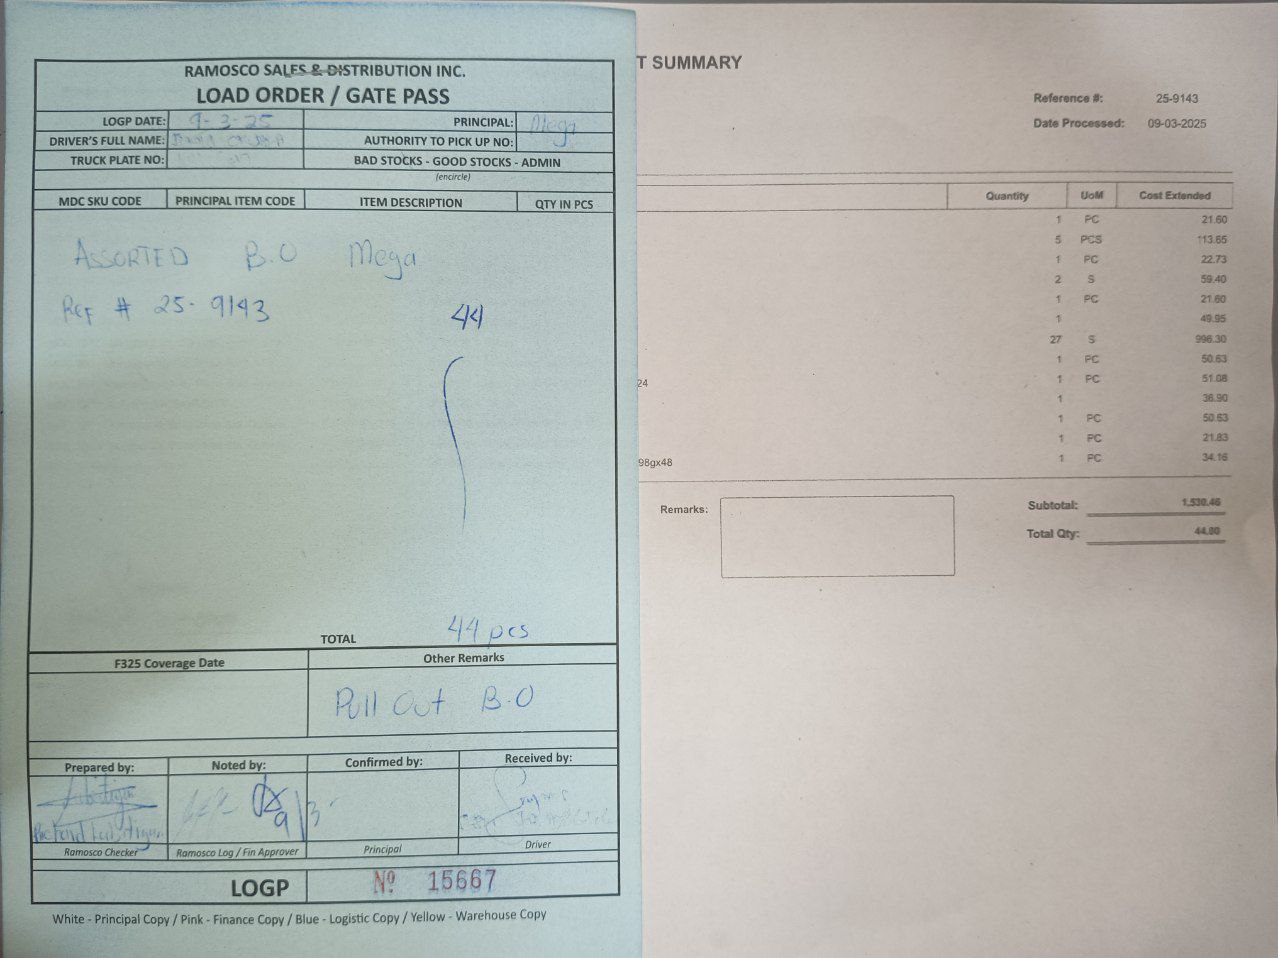 RAMOSCO SALES & DISTRIBUTION INC.
LOAD ORDER / GATE PASS
LOGP DATE: 9-3-25 PRINCIPAL: Mega
DRIVER'S FULL NAME: AUTHORITY TO PICK UP NO:
TRUCK PLATE NO: BAD STOCKS - GOOD STOCKS - ADMIN
(encircle)
MDC SKU CODE PRINCIPAL ITEM CODE ITEM DESCRIPTION QTY IN PCS
ASSORTED B.O Mega
Ref # 25-9143 44
TOTAL 44 pcs
F325 Coverage Date Other Remarks
Pull Out B.O
Prepared by: Noted by: Confirmed by: Received by:
9/3
Ramosco Checker Ramosco Log / Fin Approver Principal Driver
LOGP Nº 15667
White - Principal Copy / Pink - Finance Copy / Blue - Logistic Copy / Yellow - Warehouse Copy
T SUMMARY
Reference #: 25-9143
Date Processed: 09-03-2025
Quantity UoM Cost Extended
1 PC 21.60
5 PCS 113.65
1 PC 22.73
2 S 59.40
1 PC 21.60
1 49.95
27 S 996.30
1 PC 50.63
24 1 PC 51.08
1 36.90
1 PC 50.63
1 PC 21.83
98gx48 1 PC 34.16
Remarks: Subtotal: 1,530.46
Total Qty: 44.00